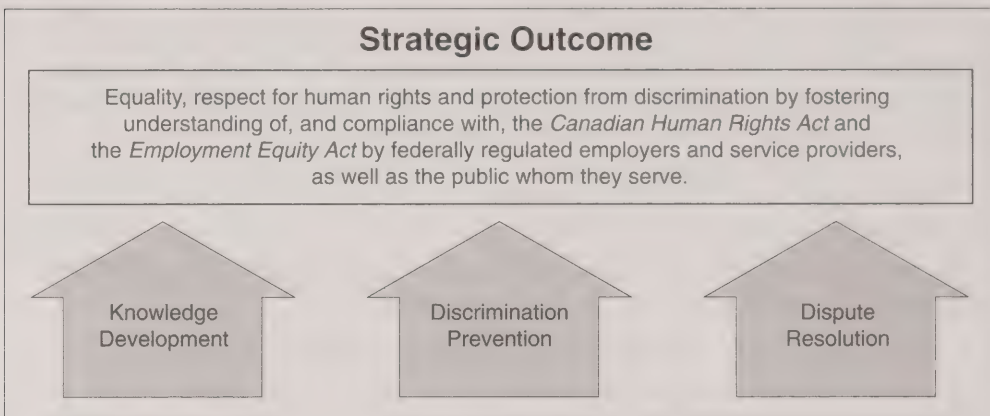 Strategic Outcome
Equality, respect for human rights and protection from discrimination by fostering
understanding of, and compliance with, the Canadian Human Rights Act and
the Employment Equity Act by federally regulated employers and service providers,
as well as the public whom they serve.
Knowledge
Development
Discrimination
Prevention
Dispute
Resolution